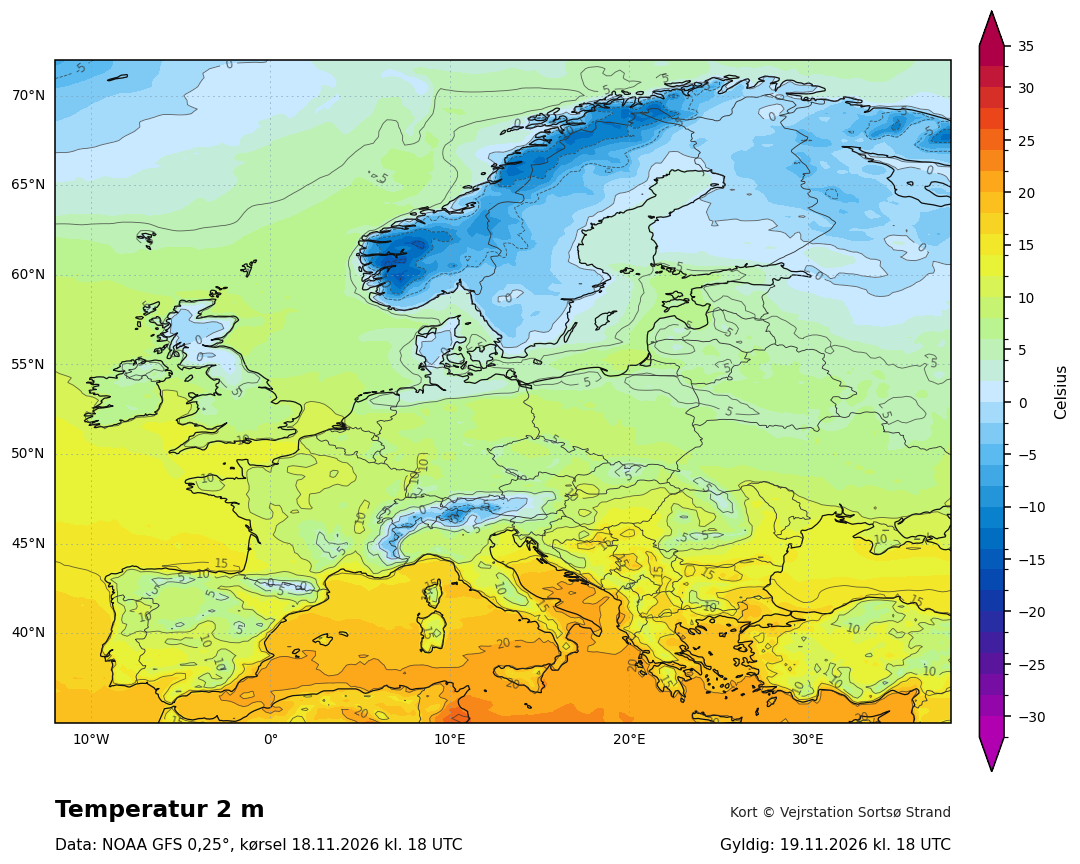 70°N
65°N
60°N
55°N
50°N
45°N
40°N
10°W
0°
10°E
20°E
30°E
35
30
25
20
15
10
5
0
−5
−10
−15
−20
−25
−30
Celsius
Temperatur 2 m
Kort © Vejrstation Sortsø Strand
Data: NOAA GFS 0,25°, kørsel 18.11.2026 kl. 18 UTC
Gyldig: 19.11.2026 kl. 18 UTC